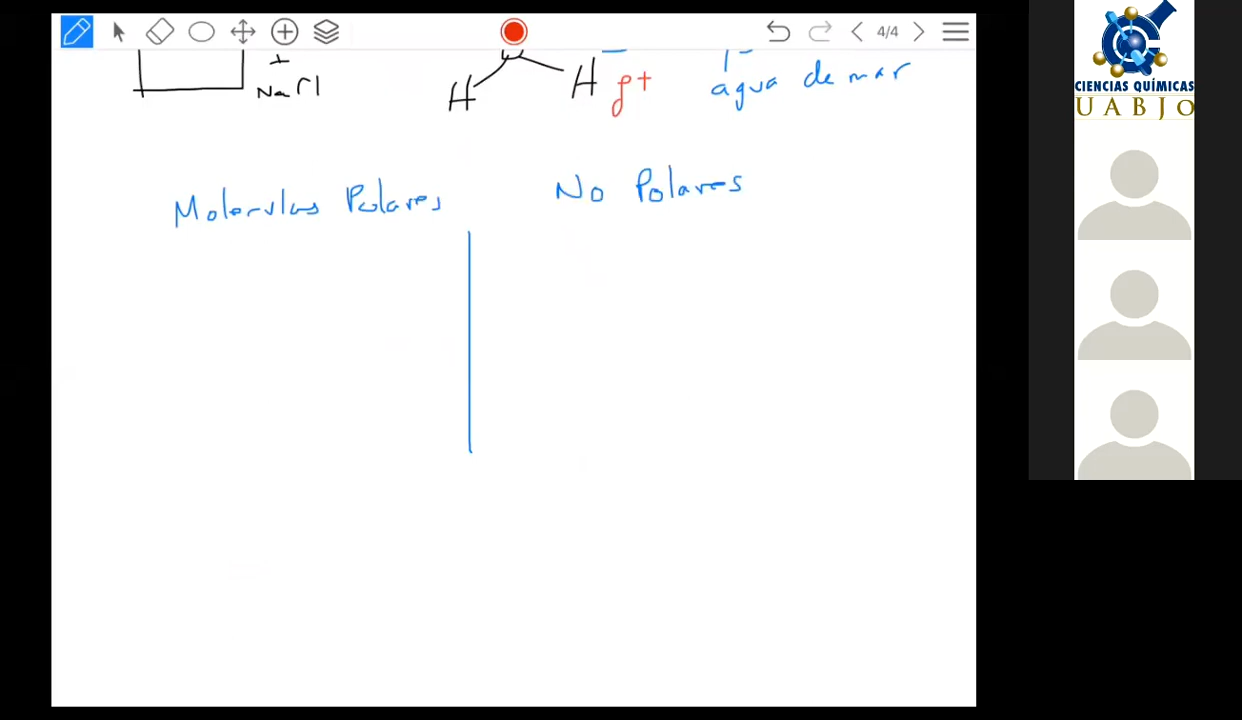 4/4
NaCl
H
H δ+
agua de mar
Moleculas Polares
No Polares
CIENCIAS QUÍMICAS
UABJO